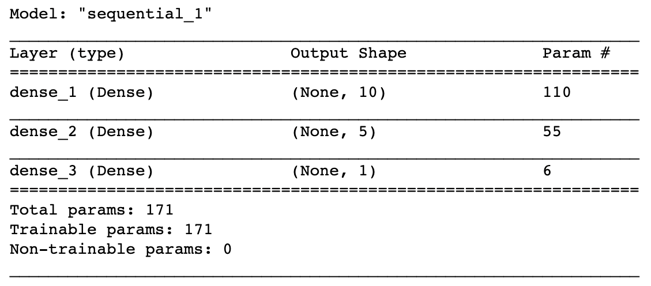 Model: "sequential_1"
Layer (type) Output Shape Param #
dense_1 (Dense) (None, 10) 110
dense_2 (Dense) (None, 5) 55
dense_3 (Dense) (None, 1) 6
Total params: 171
Trainable params: 171
Non-trainable params: 0